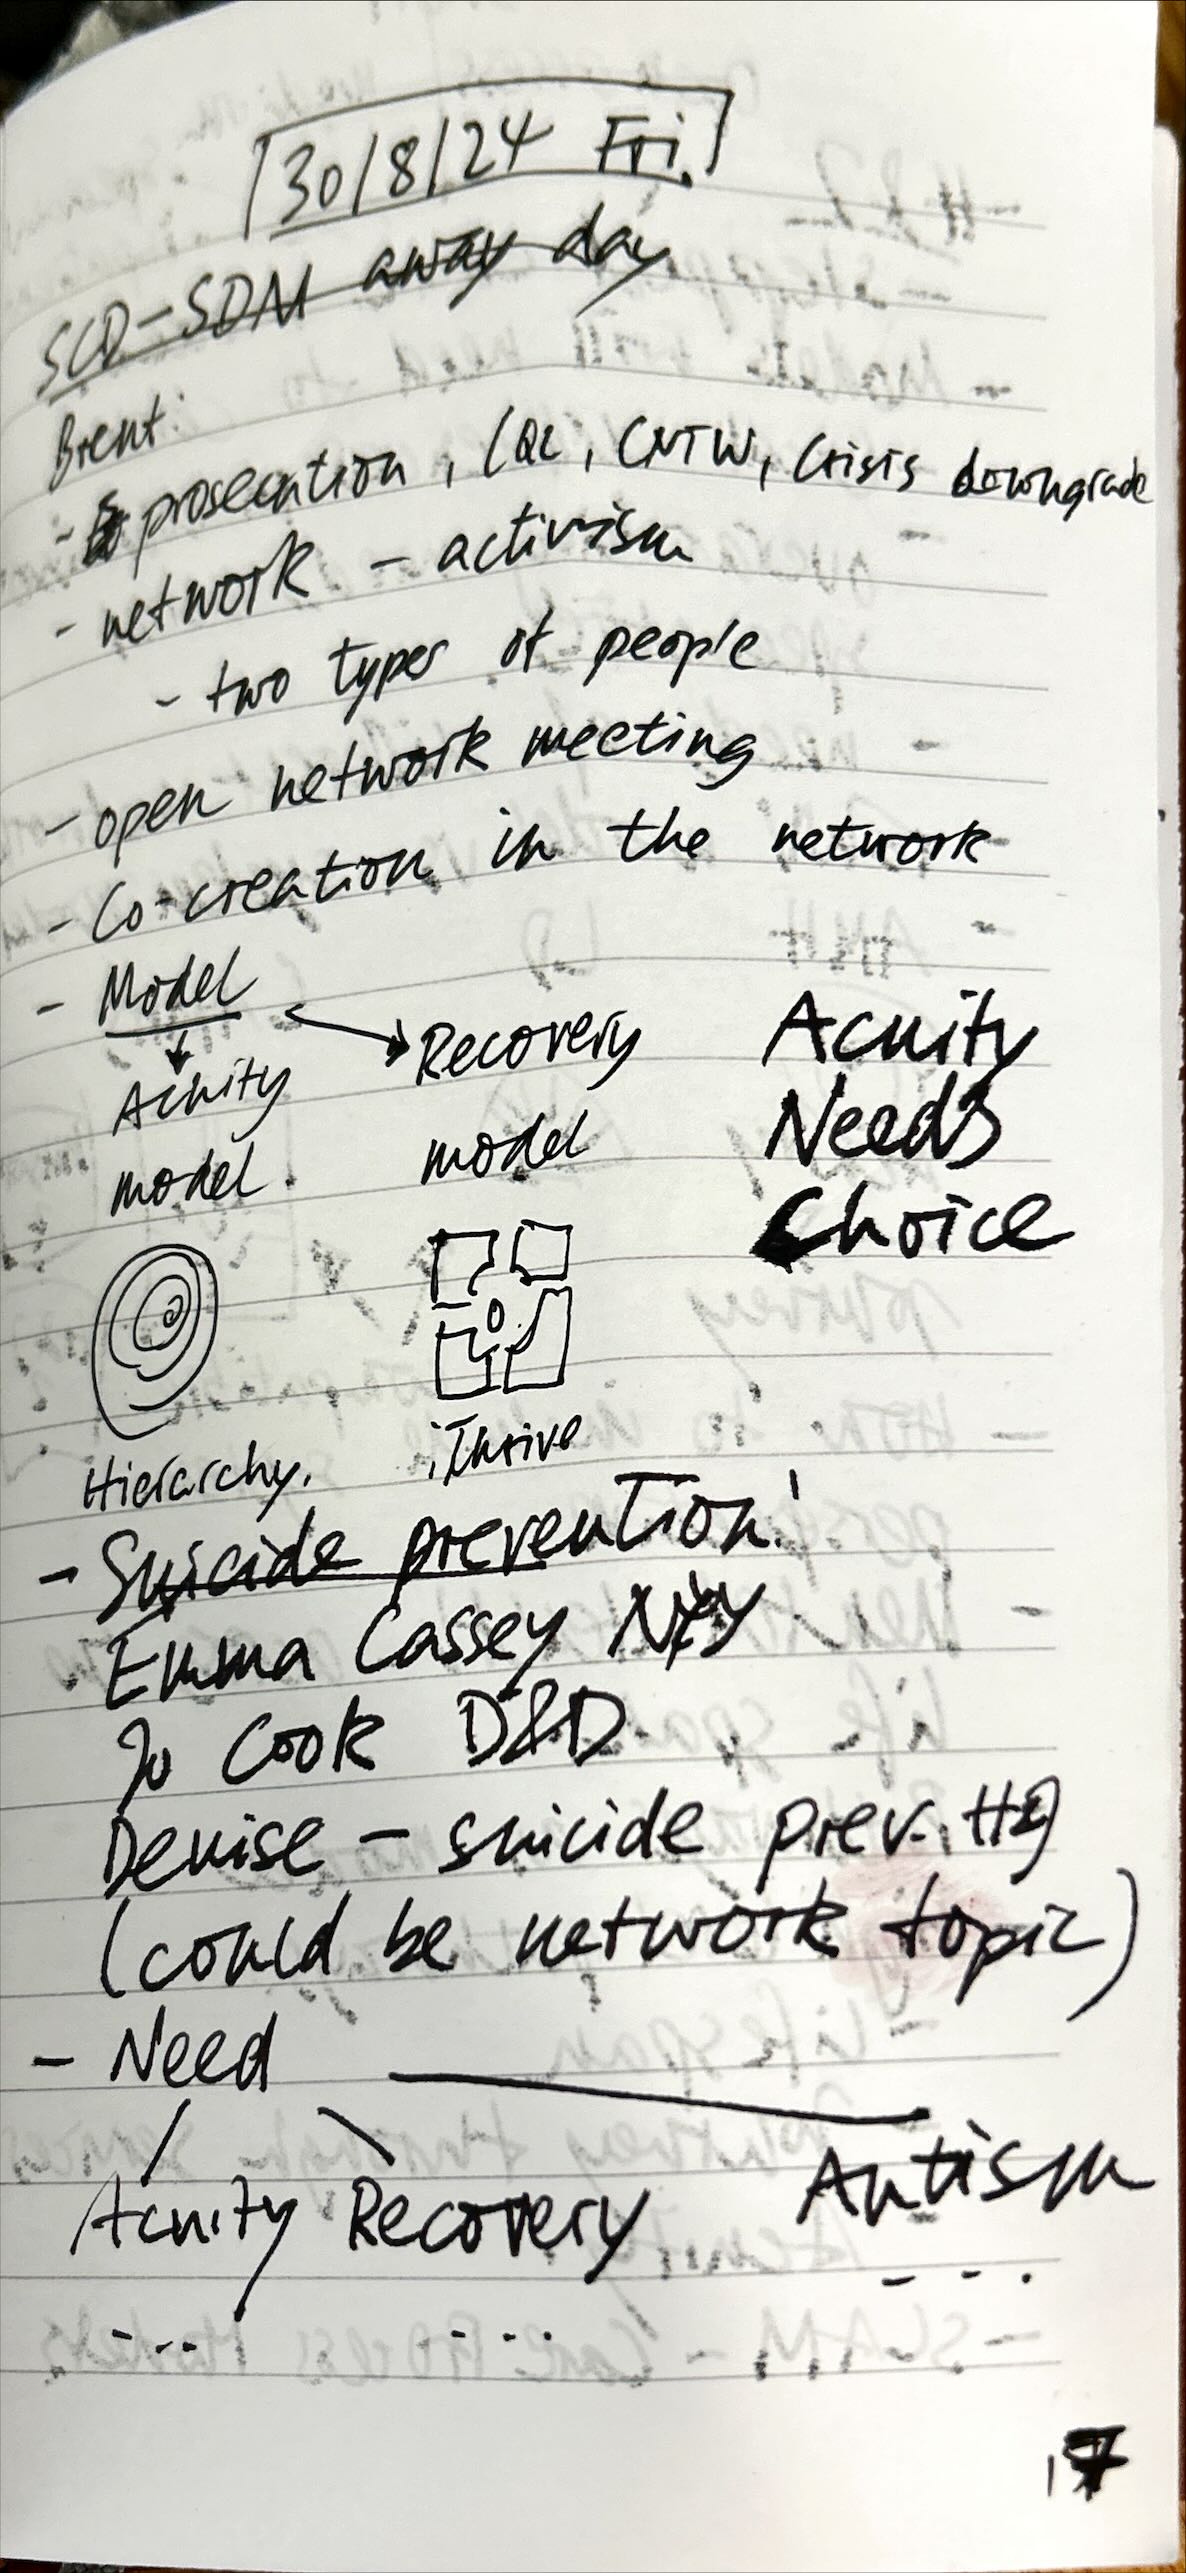 30/8/24 Fri.
SCD-SDM away day
Brent:
- prosecution, CQC, CNTW, Crisis downgrade
- network - activism
- two types of people
- open network meeting
- Co-creation in the network
- Model
Acuity model.
Recovery model
Acuity
Needs
Choice
Hierarchy.
iThrive
- Suicide prevention!
Emma Cassey
Jo Cook D&D
Denise - suicide prev.
(could be network topic)
- Need
Acuity Recovery Autism
... ... ...
17